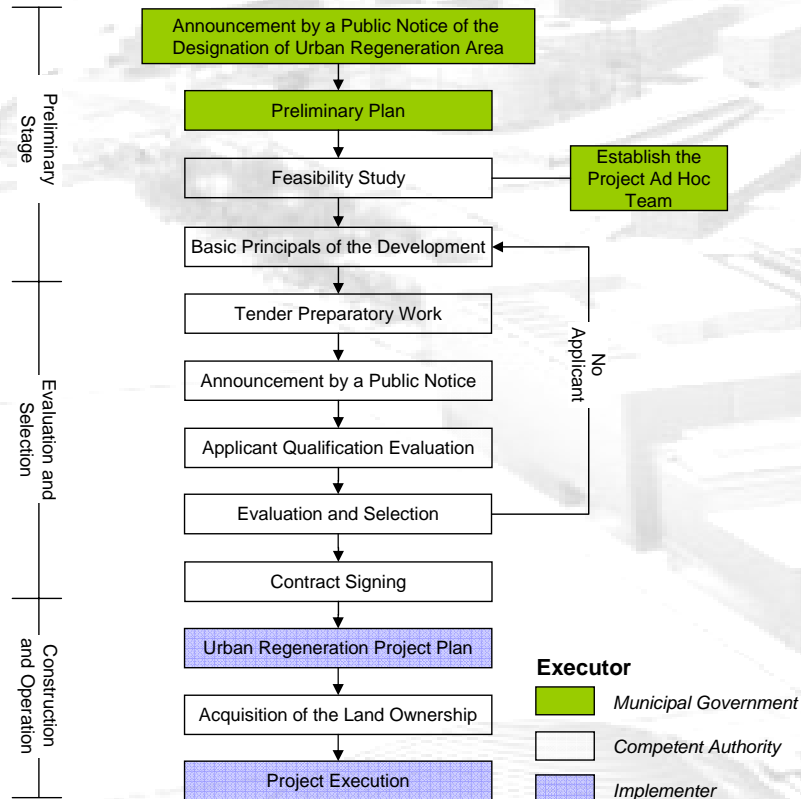 Announcement by a Public Notice of the
Designation of Urban Regeneration Area
Preliminary
Stage
Preliminary Plan
Feasibility Study
Establish the
Project Ad Hoc
Team
Basic Principals of the Development
Tender Preparatory Work
No
Applicant
Announcement by a Public Notice
Evaluation and
Selection
Applicant Qualification Evaluation
Evaluation and Selection
Contract Signing
Construction
and Operation
Urban Regeneration Project Plan
Acquisition of the Land Ownership
Project Execution
Executor
Municipal Government
Competent Authority
Implementer